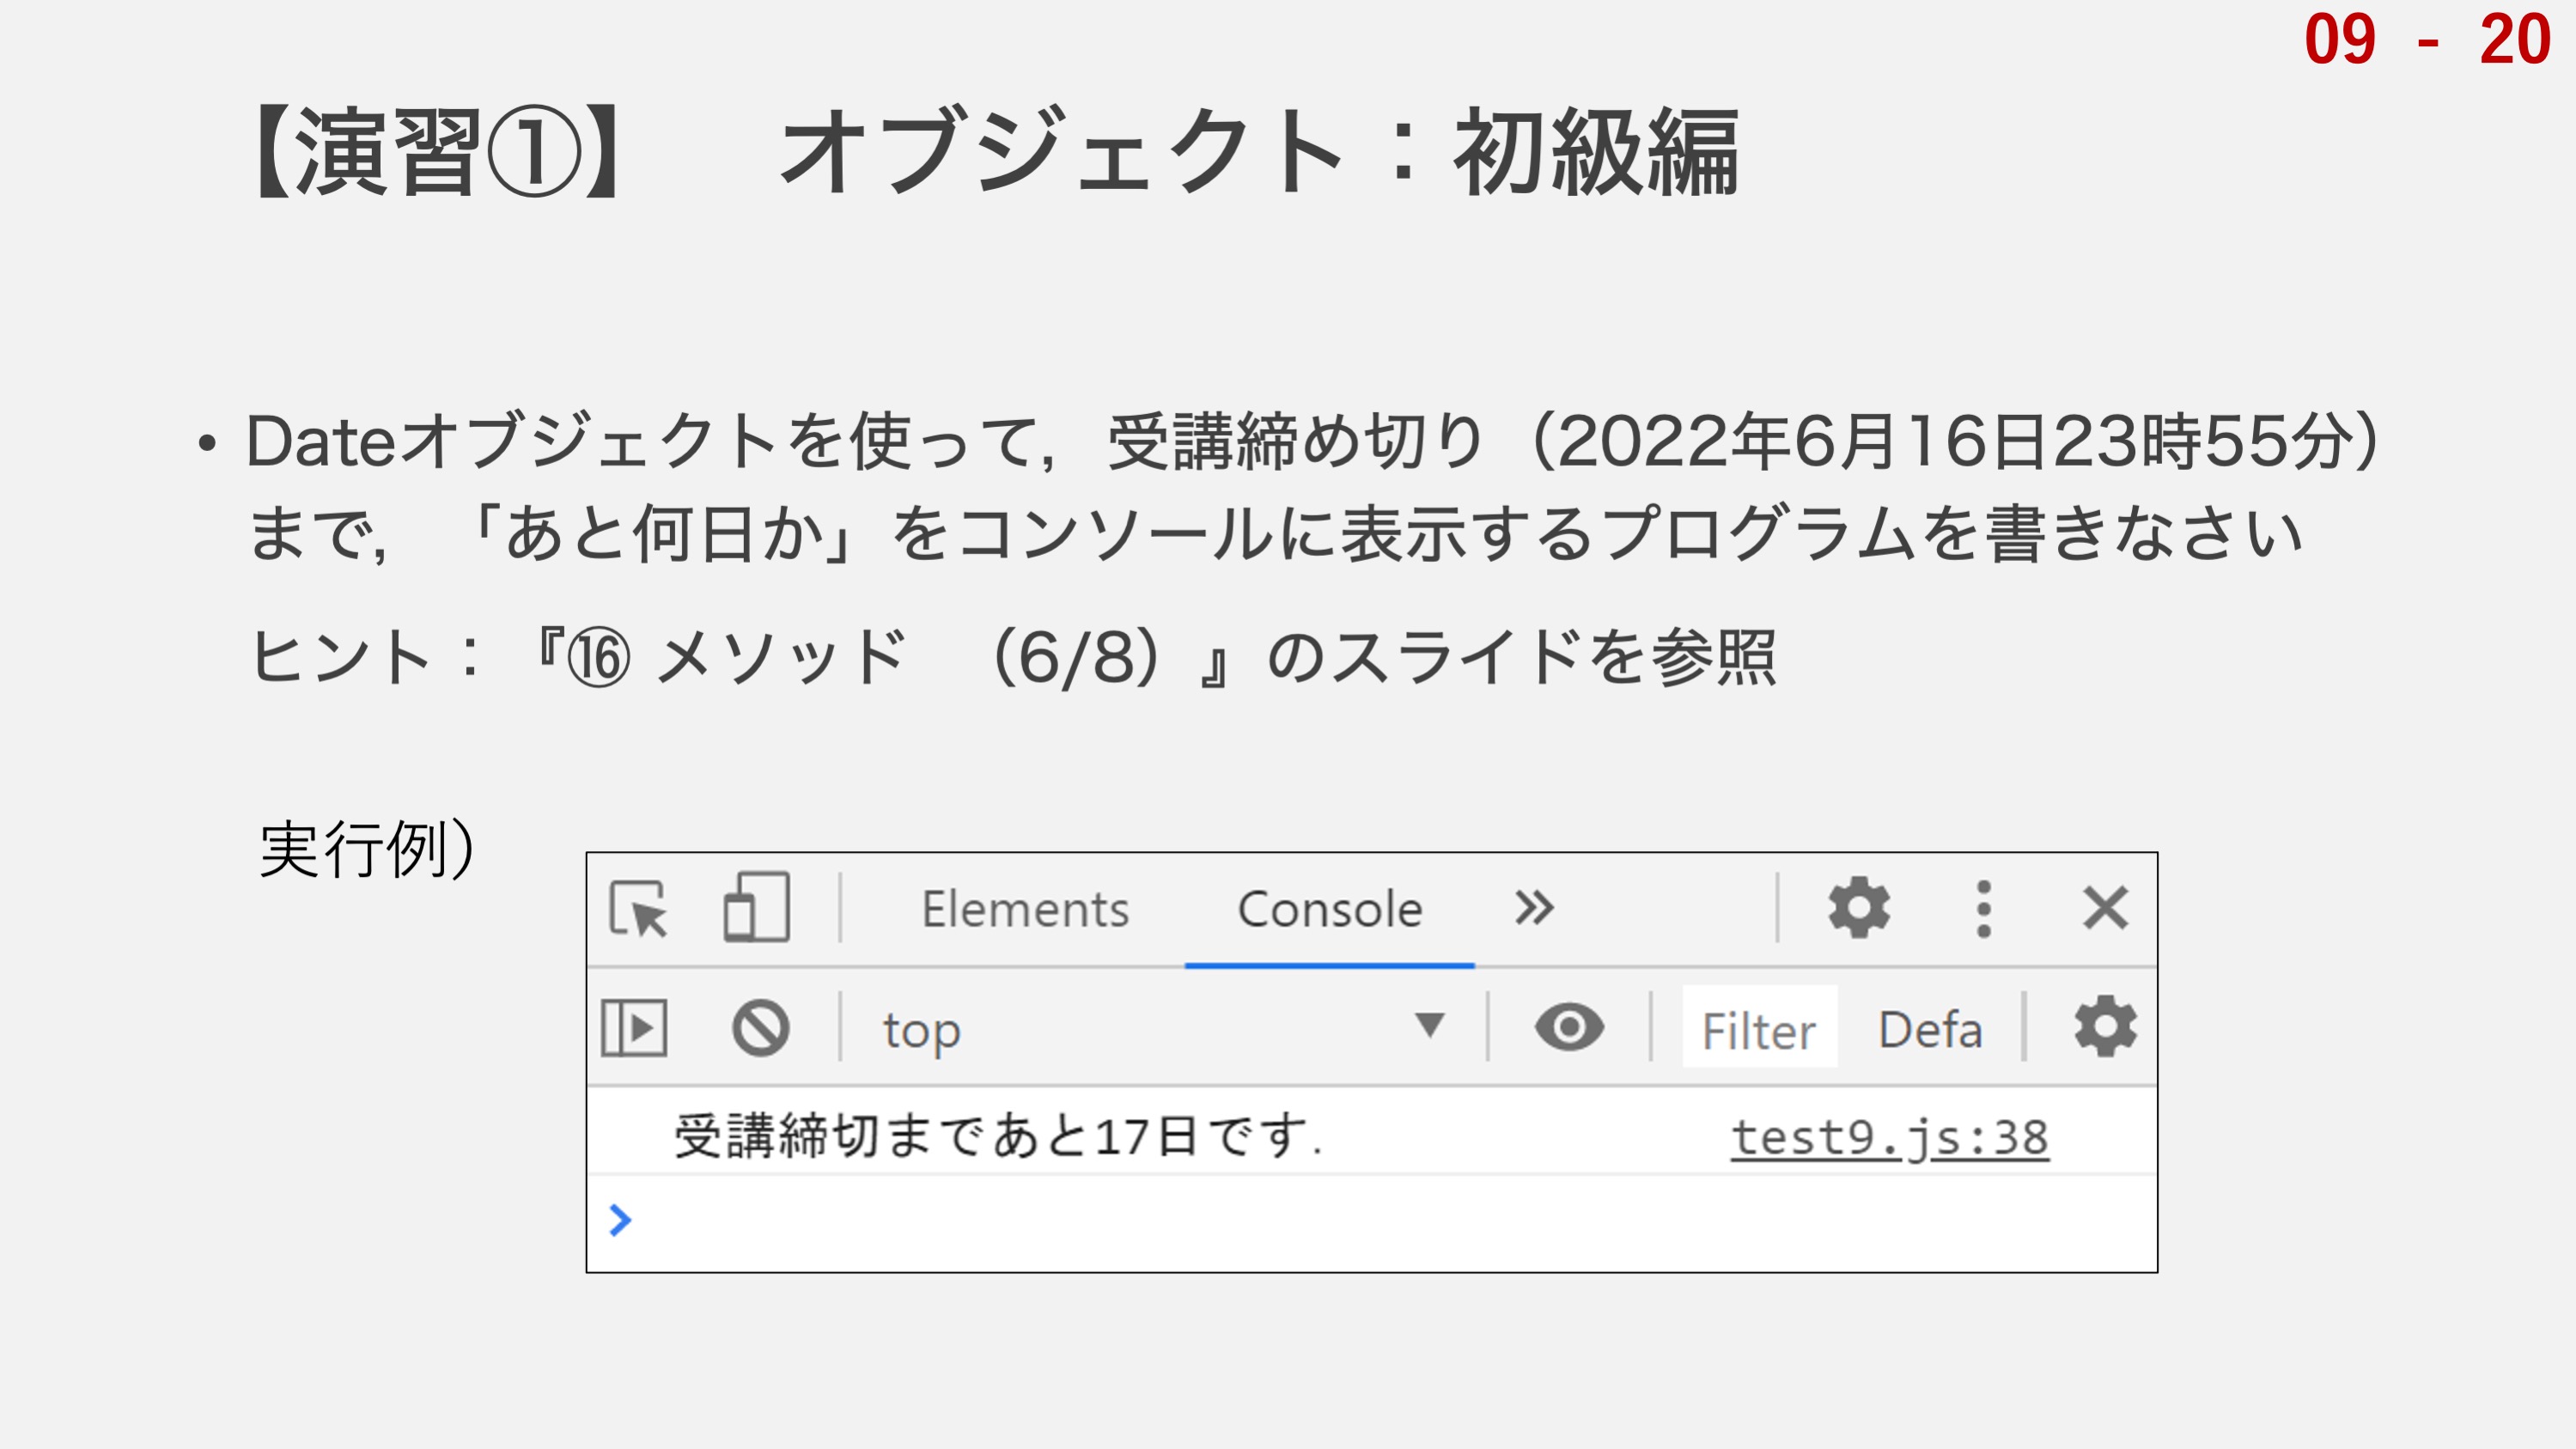 09 - 20
【演習①】　オブジェクト：初級編
• Dateオブジェクトを使って，受講締め切り（2022年6月16日23時55分）
まで，「あと何日か」をコンソールに表示するプログラムを書きなさい
ヒント：『⑯ メソッド　（6/8）』のスライドを参照
実行例）
Elements Console »
top ▼ Filter Defa
受講締切まであと17日です. test9.js:38
>